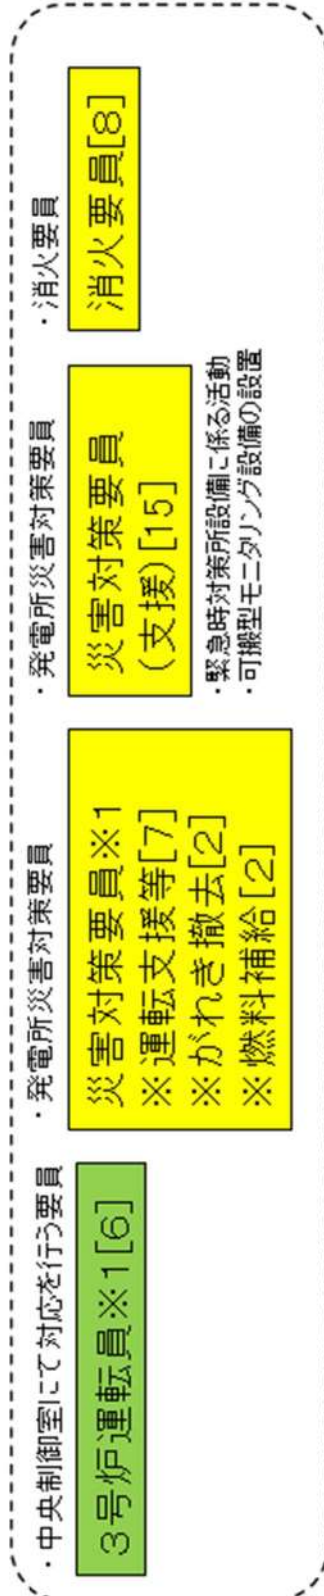 ・中央制御室にて対応を行う要員
3号炉運転員※1[6]
・発電所災害対策要員
災害対策要員※1
※運転支援等[7]
※がれき撤去[2]
※燃料補給[2]
・発電所災害対策要員
災害対策要員
(支援)[15]
・緊急時対策所設備に係る活動
・可搬型モニタリング設備の設置
・消火要員
消火要員[8]